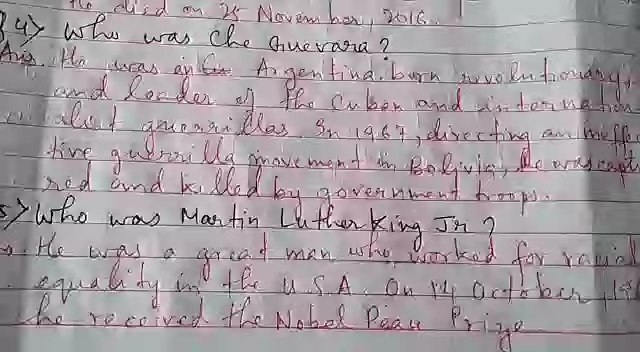 He died on 25 November, 2016.
Q.4> Who was Che Guevara?
Ans. He was an Argentina born revolutionary,
and leader of the Cuban and internation
alist guerrillas In 1967, directing an ineffec
tive guerrilla movement in Bolivia, he was captu
red and killed by government troops.
5> Who was Martin Luther King Jr?
He was a great man who worked for racial
equality in the U.S.A. On 14 October,
he received the Nobel Peace Prize